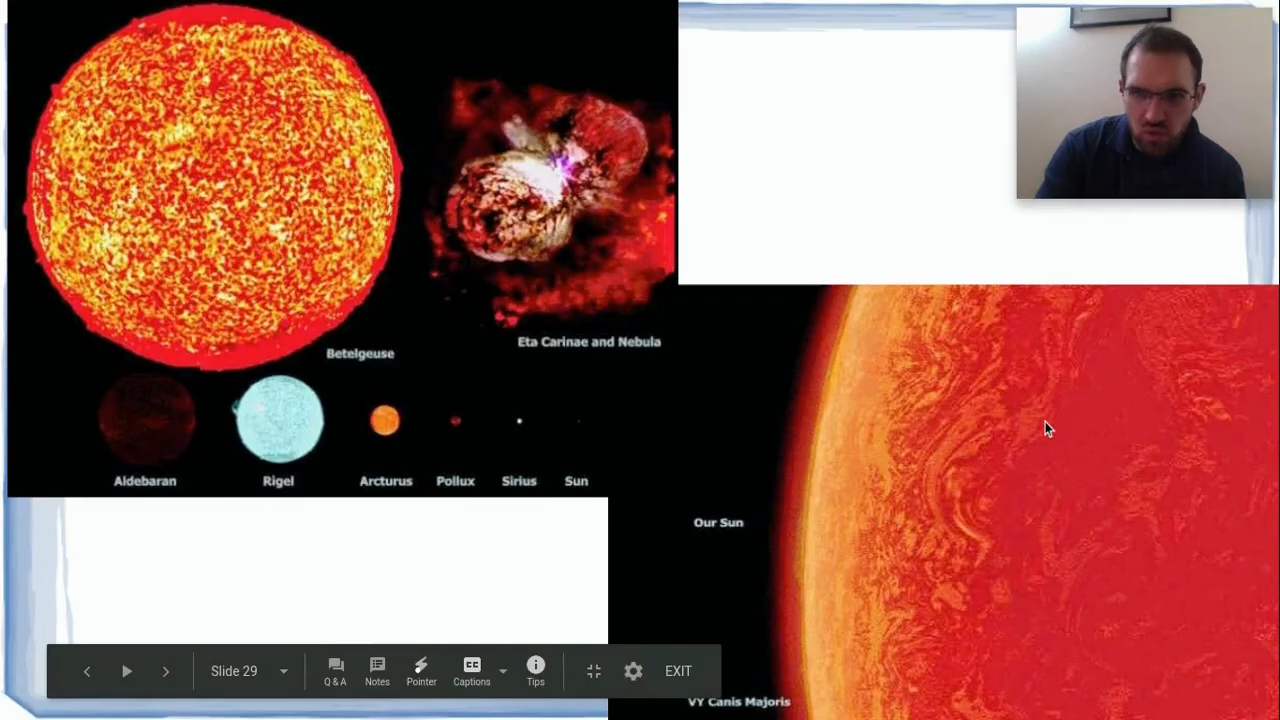 Betelgeuse
Eta Carinae and Nebula
Aldebaran Rigel Arcturus Pollux Sirius Sun
Our Sun
VY Canis Majoris
Slide 29
Q & A Notes Pointer Captions Tips EXIT